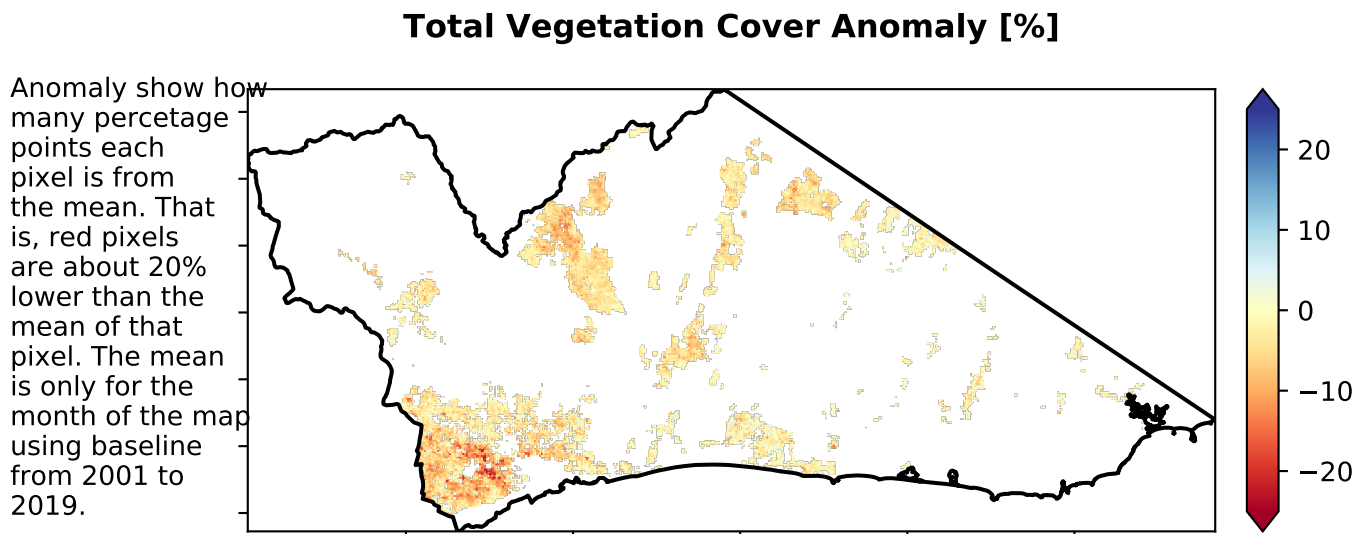 Total Vegetation Cover Anomaly [%]
Anomaly show how
many percetage
points each
pixel is from
the mean. That
is, red pixels
are about 20%
lower than the
mean of that
pixel. The mean
is only for the
month of the map
using baseline
from 2001 to
2019.
20
10
0
−10
−20